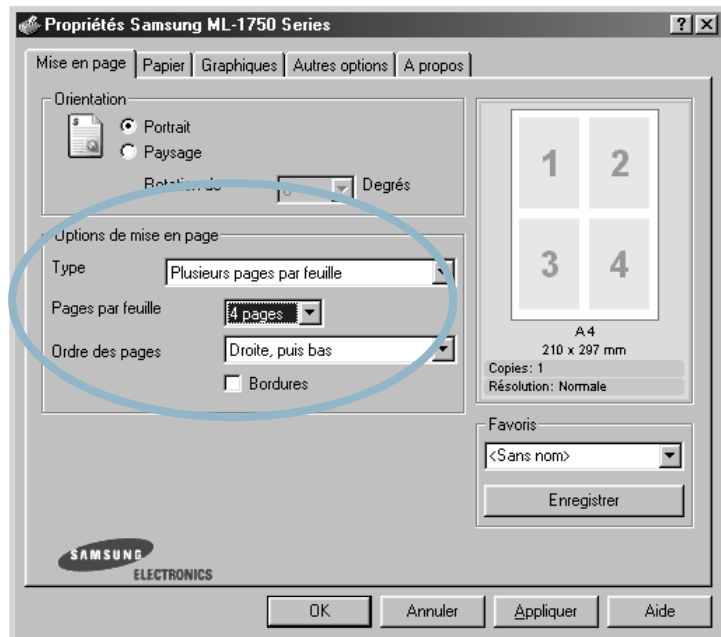 Propriétés Samsung ML-1750 Series
Mise en page Papier Graphiques Autres options A propos
Orientation
Portrait
Paysage
Rotation de 0 Degrés
Options de mise en page
Type Plusieurs pages par feuille
Pages par feuille 4 pages
Ordre des pages Droite, puis bas
Bordures
1 2
3 4
A4
210 x 297 mm
Copies: 1
Résolution: Normale
Favoris
<Sans nom>
Enregistrer
SAMSUNG
ELECTRONICS
OK Annuler Appliquer Aide